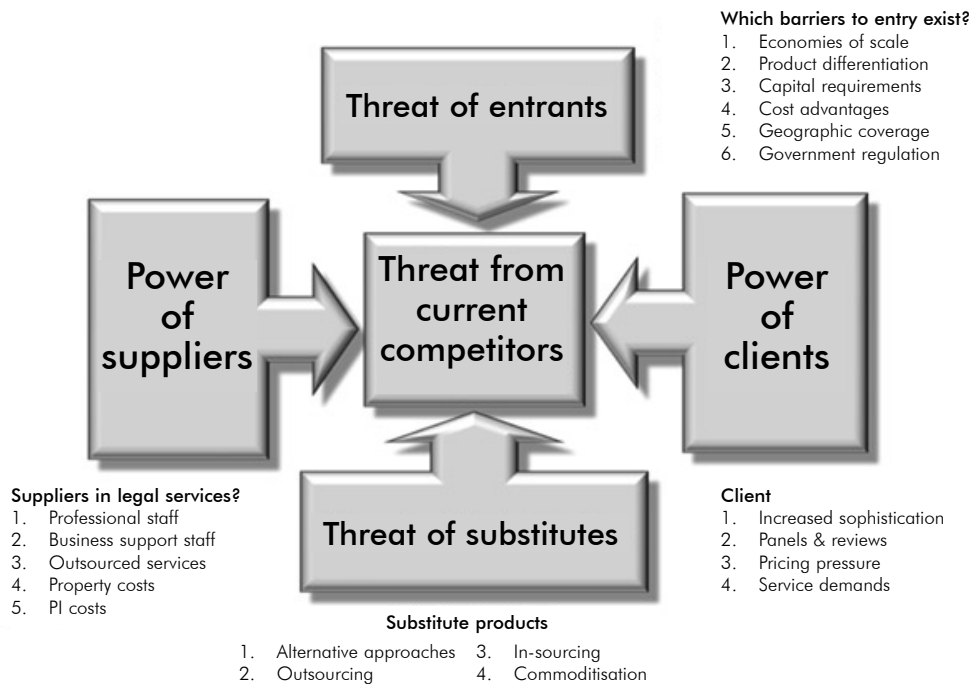 Which barriers to entry exist?
1. Economies of scale
2. Product differentiation
3. Capital requirements
4. Cost advantages
5. Geographic coverage
6. Government regulation
Threat of entrants
Power
of
suppliers
Threat from
current
competitors
Power
of
clients
Suppliers in legal services?
1. Professional staff
2. Business support staff
3. Outsourced services
4. Property costs
5. PI costs
Threat of substitutes
Client
1. Increased sophistication
2. Panels & reviews
3. Pricing pressure
4. Service demands
Substitute products
1. Alternative approaches
2. Outsourcing
3. In-sourcing
4. Commoditisation